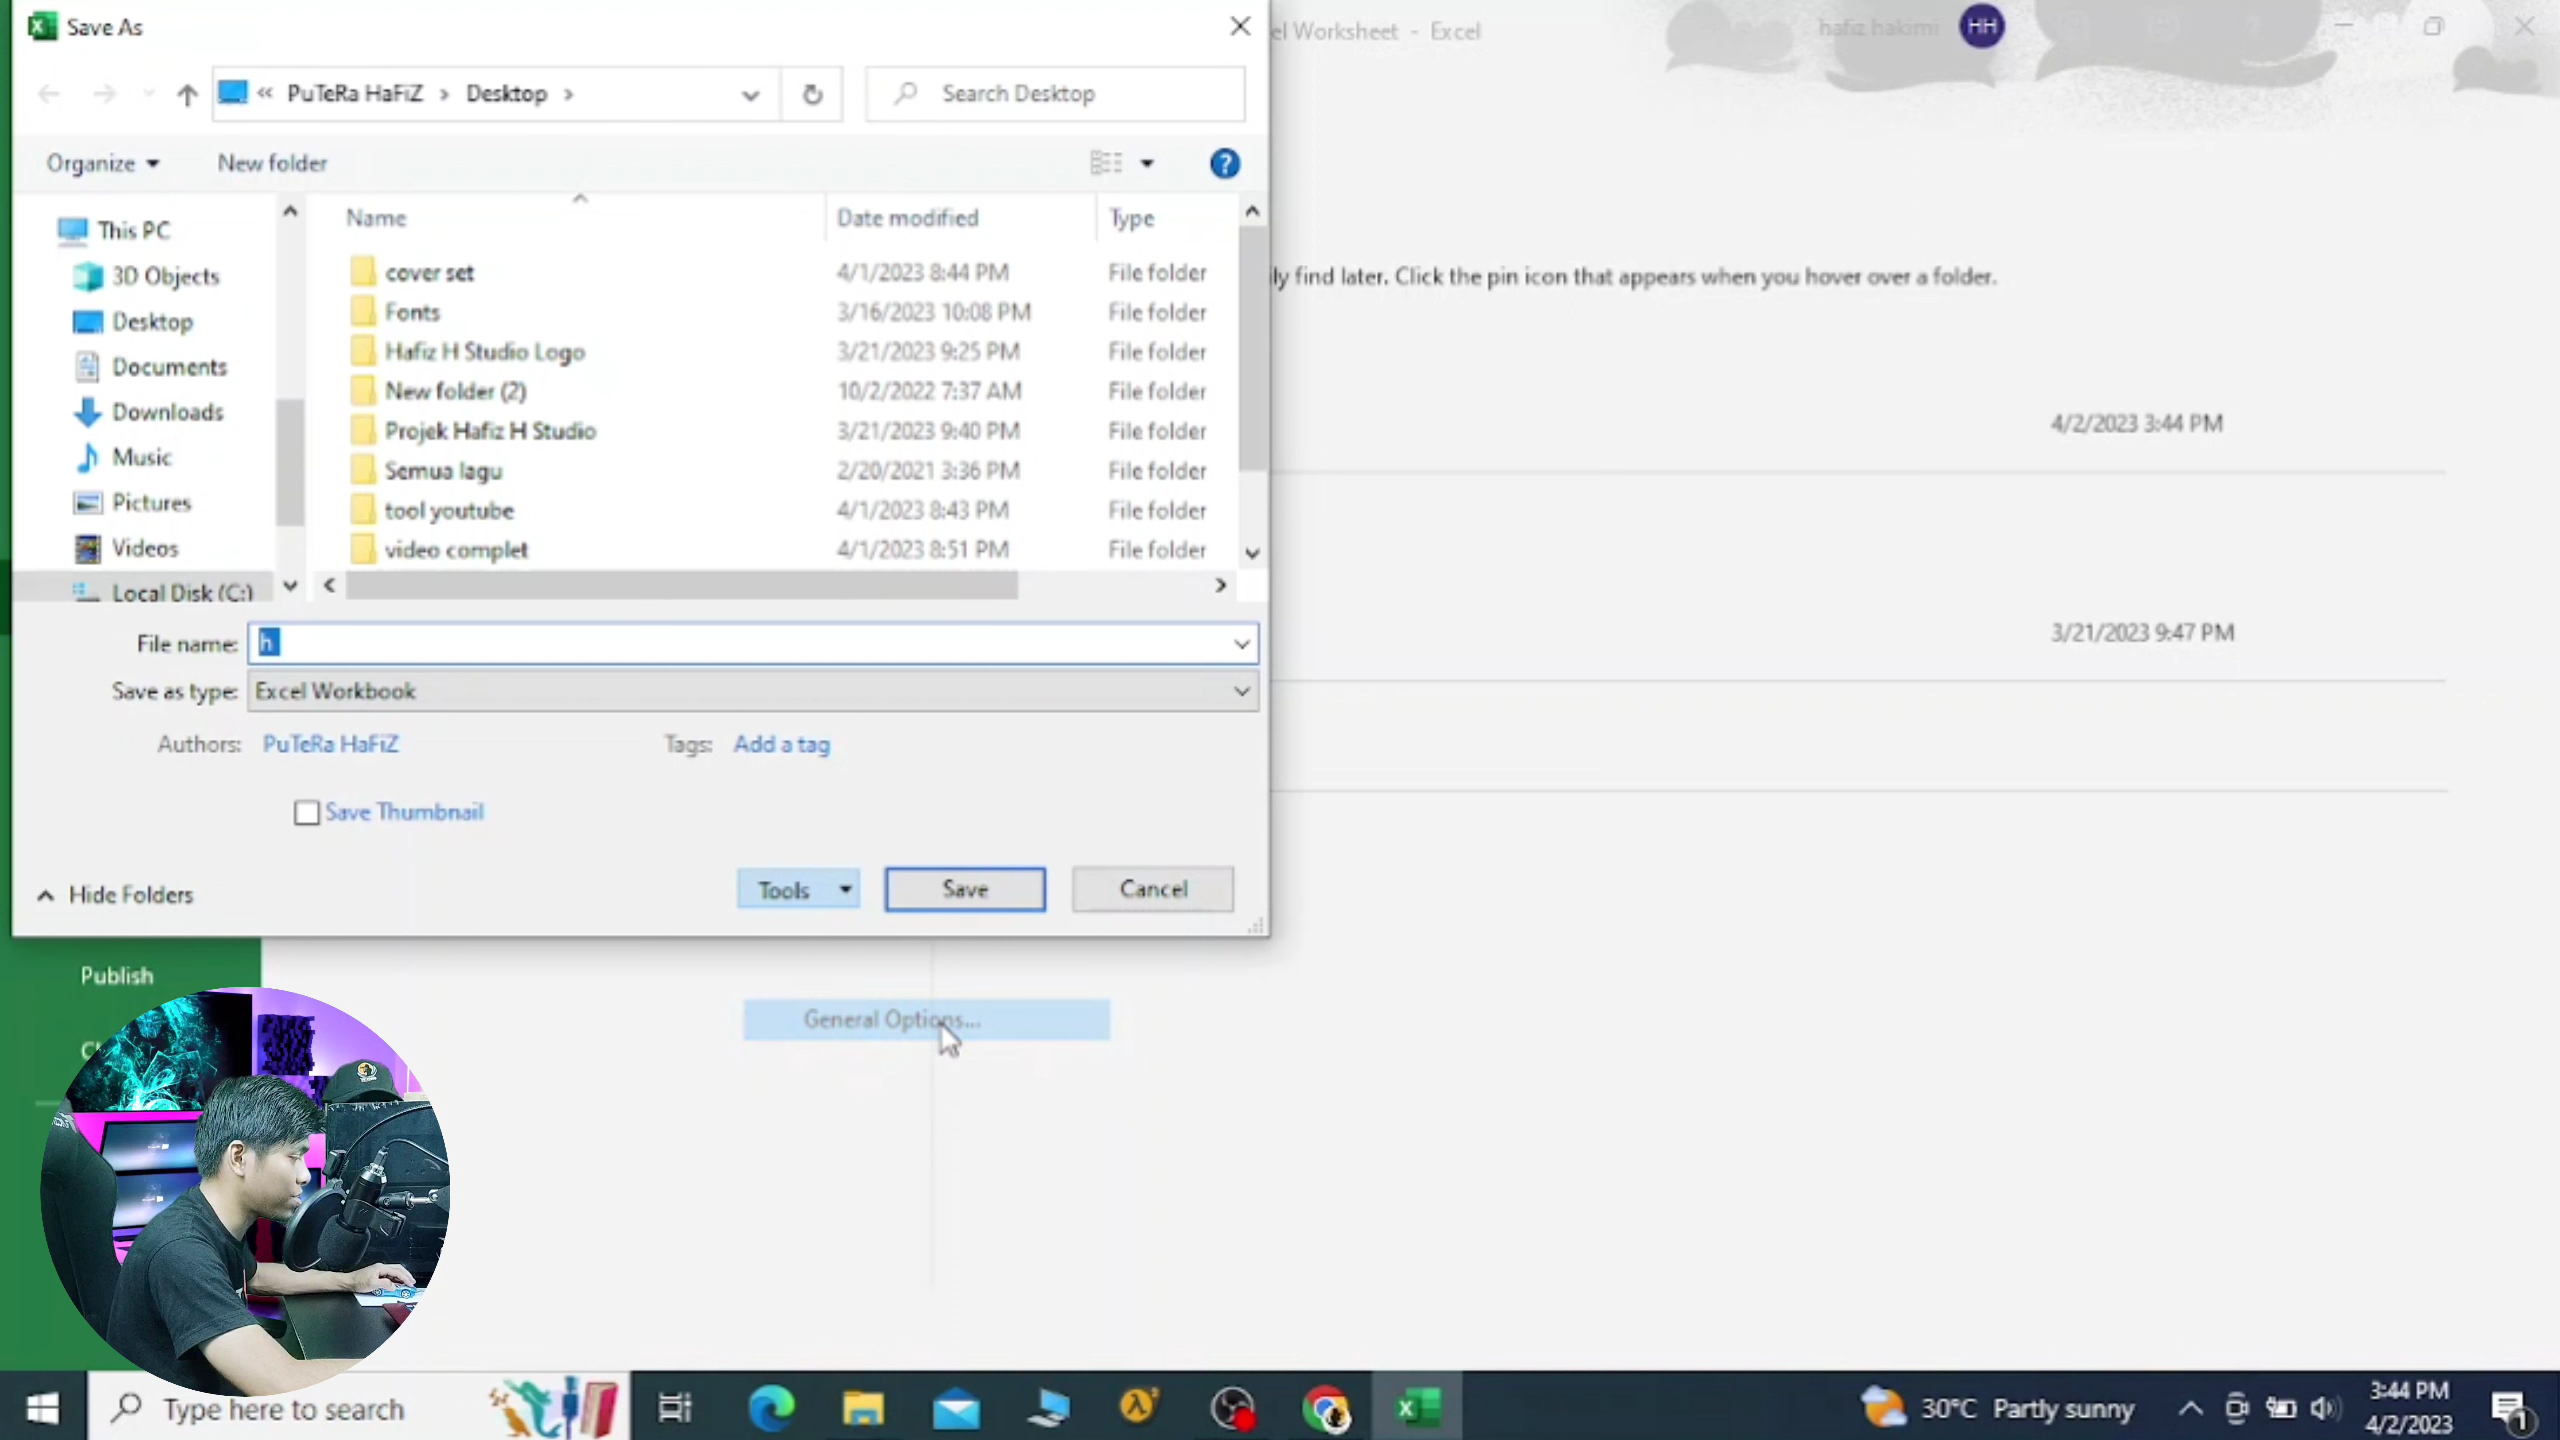 Save As
el Worksheet - Excel
hafiz hakimi
HH
« PuTeRa HaFiZ › Desktop ›
Search Desktop
Organize
New folder
?
This PC
3D Objects
Desktop
Documents
Downloads
Music
Pictures
Videos
Local Disk (C:)
Name Date modified Type
cover set 4/1/2023 8:44 PM File folder
Fonts 3/16/2023 10:08 PM File folder
Hafiz H Studio Logo 3/21/2023 9:25 PM File folder
New folder (2) 10/2/2022 7:37 AM File folder
Projek Hafiz H Studio 3/21/2023 9:40 PM File folder
Semua lagu 2/20/2021 3:36 PM File folder
tool youtube 4/1/2023 8:43 PM File folder
video complet 4/1/2023 8:51 PM File folder
ly find later. Click the pin icon that appears when you hover over a folder.
4/2/2023 3:44 PM
3/21/2023 9:47 PM
File name: h
Save as type: Excel Workbook
Authors: PuTeRa HaFiZ Tags: Add a tag
Save Thumbnail
Hide Folders
Tools Save Cancel
Publish
General Options...
Type here to search
30°C Partly sunny
3:44 PM
4/2/2023
1